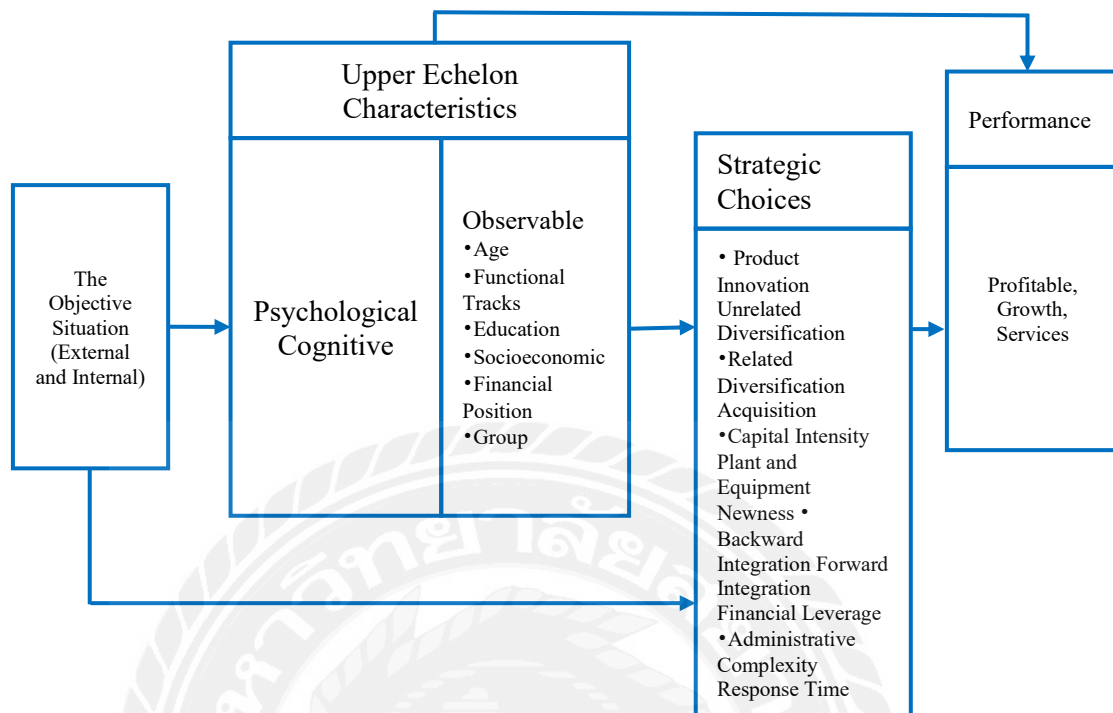 Upper Echelon
Characteristics
Performance
Strategic
Choices
The
Objective
Situation
(External
and Internal)
Psychological
Cognitive
Observable
•Age
•Functional
Tracks
•Education
•Socioeconomic
•Financial
Position
•Group
• Product
Innovation
Unrelated
Diversification
•Related
Diversification
Acquisition
•Capital Intensity
Plant and
Equipment
Newness •
Backward
Integration Forward
Integration
Financial Leverage
•Administrative
Complexity
Response Time
Profitable,
Growth,
Services